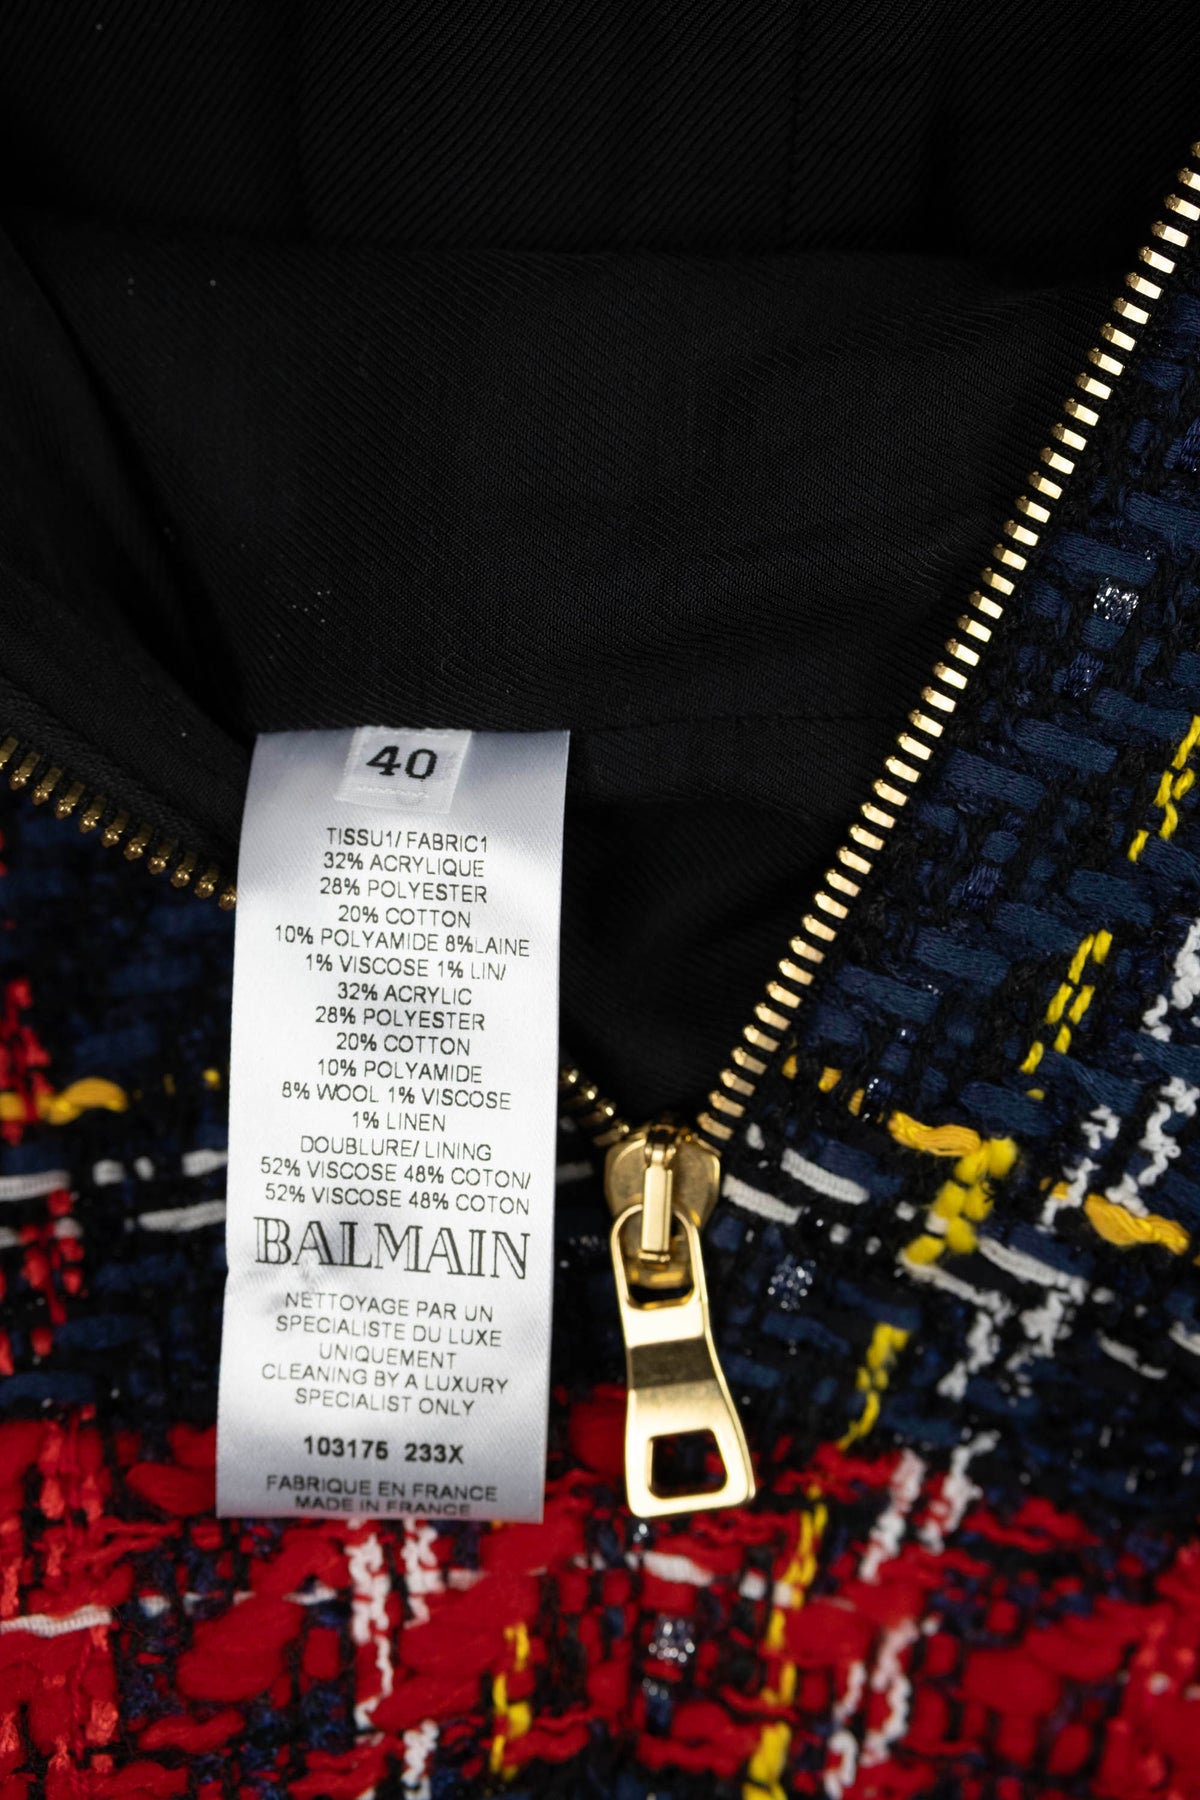 40
TISSU1/ FABRIC1
32% ACRYLIQUE
28% POLYESTER
20% COTTON
10% POLYAMIDE 8%LAINE
1% VISCOSE 1% LIN/
32% ACRYLIC
28% POLYESTER
20% COTTON
10% POLYAMIDE
8% WOOL 1% VISCOSE
1% LINEN
DOUBLURE/ LINING
52% VISCOSE 48% COTON/
52% VISCOSE 48% COTON
BALMAIN
NETTOYAGE PAR UN
SPECIALISTE DU LUXE
UNIQUEMENT
CLEANING BY A LUXURY
SPECIALIST ONLY
103175 233X
FABRIQUE EN FRANCE
MADE IN FRANCE